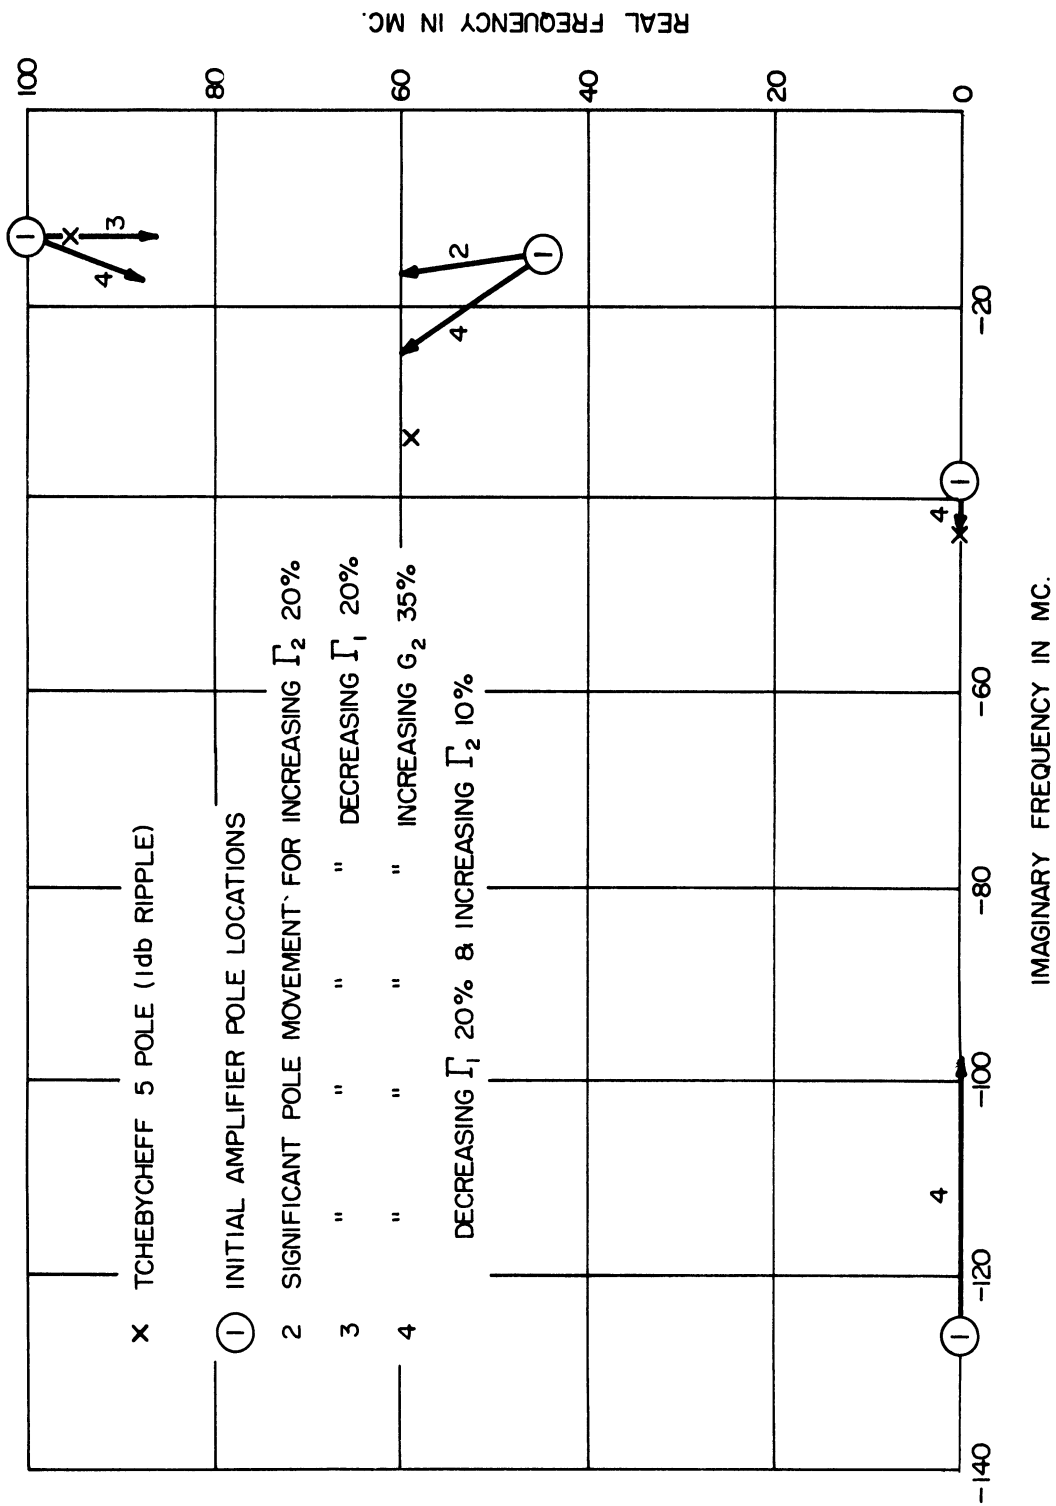 × TCHEBYCHEFF 5 POLE (1db RIPPLE)
① INITIAL AMPLIFIER POLE LOCATIONS
2 SIGNIFICANT POLE MOVEMENT FOR INCREASING Γ₂ 20%
3 " " " " DECREASING Γ₁ 20%
4 " " " " INCREASING G₂ 35%
DECREASING Γ₁ 20% & INCREASING Γ₂ 10%
1
3
4
2
1
4
1
4
4
1
100
80
60
40
20
0
REAL FREQUENCY IN MC.
-140
-120
-100
-80
-60
-20
IMAGINARY FREQUENCY IN MC.